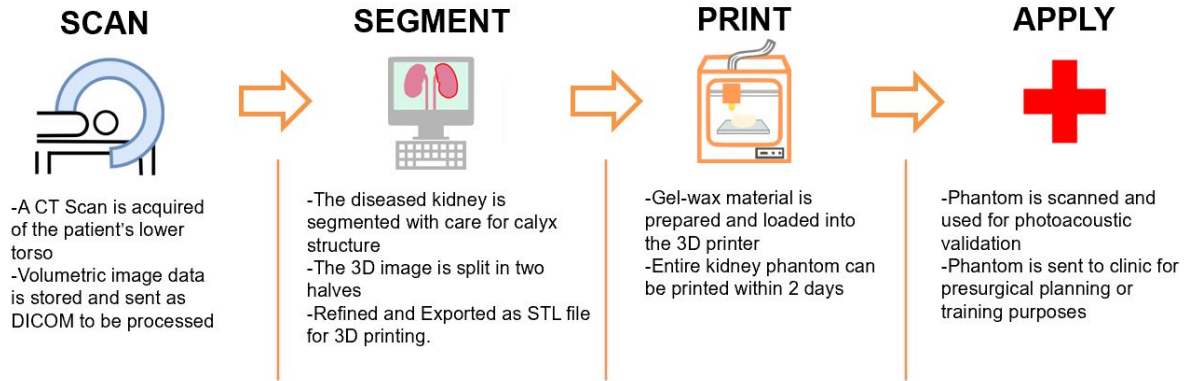 SCAN
SEGMENT
PRINT
APPLY
-A CT Scan is acquired
of the patient's lower
torso
-Volumetric image data
is stored and sent as
DICOM to be processed
-The diseased kidney is
segmented with care for calyx
structure
-The 3D image is split in two
halves
-Refined and Exported as STL file
for 3D printing.
-Gel-wax material is
prepared and loaded into
the 3D printer
-Entire kidney phantom can
be printed within 2 days
-Phantom is scanned and
used for photoacoustic
validation
-Phantom is sent to clinic for
presurgical planning or
training purposes